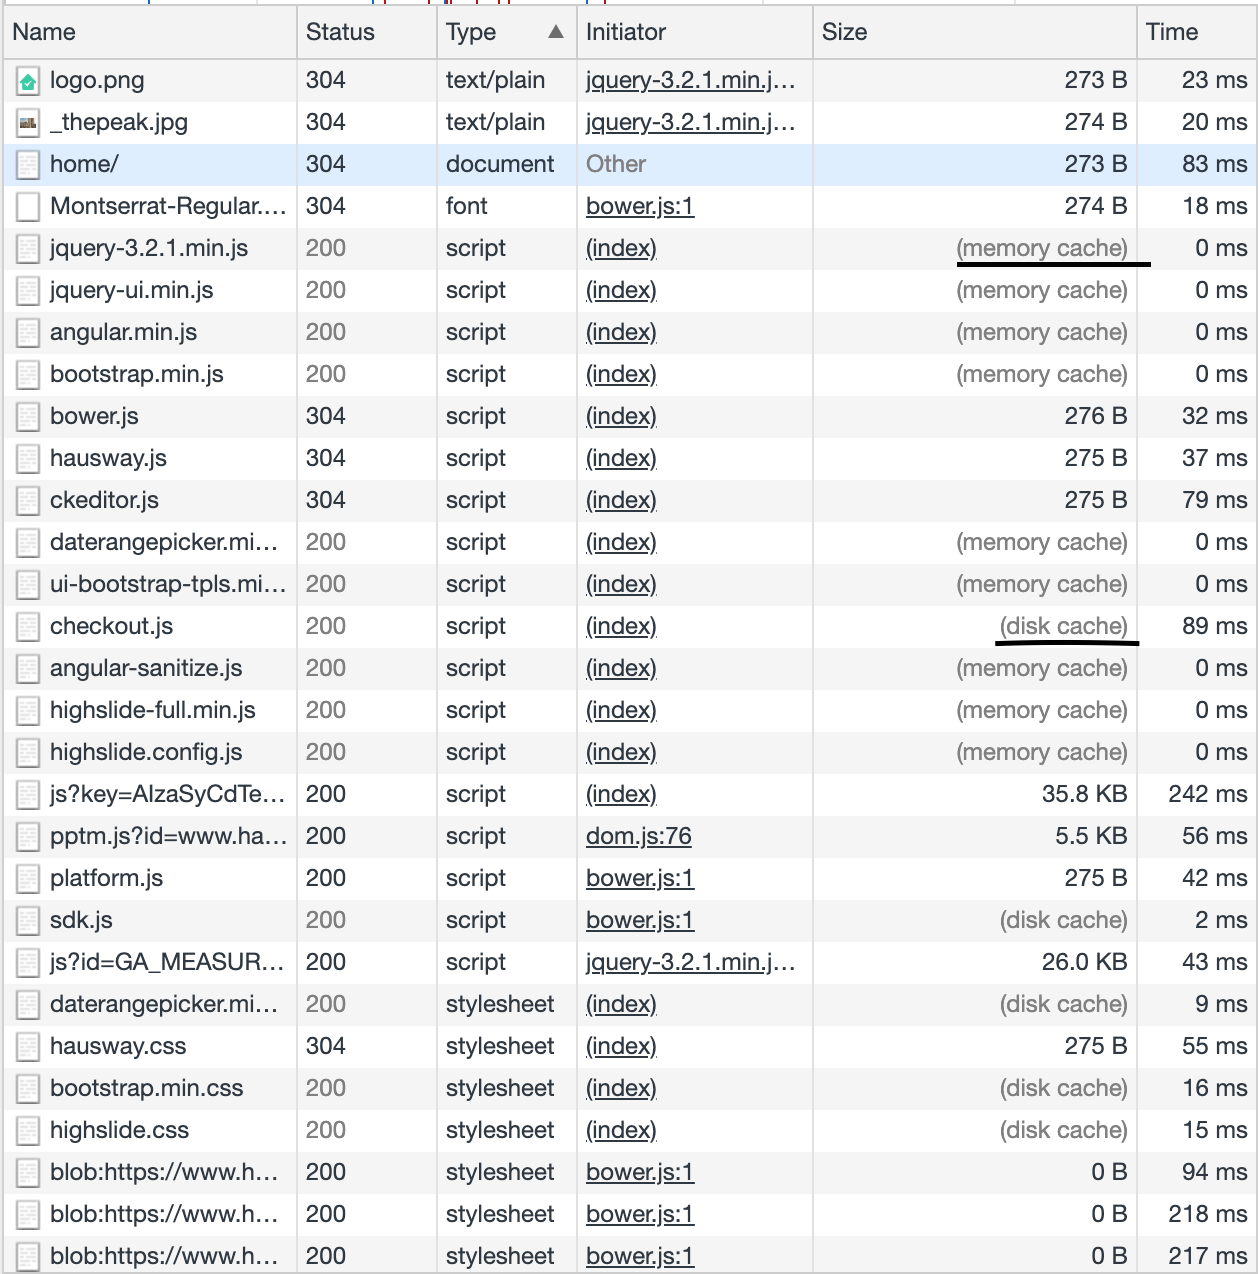 Name Status Type ▲ Initiator Size Time
logo.png 304 text/plain jquery-3.2.1.min.j... 273 B 23 ms
_thepeak.jpg 304 text/plain jquery-3.2.1.min.j... 274 B 20 ms
home/ 304 document Other 273 B 83 ms
Montserrat-Regular.... 304 font bower.js:1 274 B 18 ms
jquery-3.2.1.min.js 200 script (index) (memory cache) 0 ms
jquery-ui.min.js 200 script (index) (memory cache) 0 ms
angular.min.js 200 script (index) (memory cache) 0 ms
bootstrap.min.js 200 script (index) (memory cache) 0 ms
bower.js 304 script (index) 276 B 32 ms
hausway.js 304 script (index) 275 B 37 ms
ckeditor.js 304 script (index) 275 B 79 ms
daterangepicker.mi... 200 script (index) (memory cache) 0 ms
ui-bootstrap-tpls.mi... 200 script (index) (memory cache) 0 ms
checkout.js 200 script (index) (disk cache) 89 ms
angular-sanitize.js 200 script (index) (memory cache) 0 ms
highslide-full.min.js 200 script (index) (memory cache) 0 ms
highslide.config.js 200 script (index) (memory cache) 0 ms
js?key=AIzaSyCdTe... 200 script (index) 35.8 KB 242 ms
pptm.js?id=www.ha... 200 script dom.js:76 5.5 KB 56 ms
platform.js 200 script bower.js:1 275 B 42 ms
sdk.js 200 script bower.js:1 (disk cache) 2 ms
js?id=GA_MEASUR... 200 script jquery-3.2.1.min.j... 26.0 KB 43 ms
daterangepicker.mi... 200 stylesheet (index) (disk cache) 9 ms
hausway.css 304 stylesheet (index) 275 B 55 ms
bootstrap.min.css 200 stylesheet (index) (disk cache) 16 ms
highslide.css 200 stylesheet (index) (disk cache) 15 ms
blob:https://www.h... 200 stylesheet bower.js:1 0 B 94 ms
blob:https://www.h... 200 stylesheet bower.js:1 0 B 218 ms
blob:https://www.h... 200 stylesheet bower.js:1 0 B 217 ms